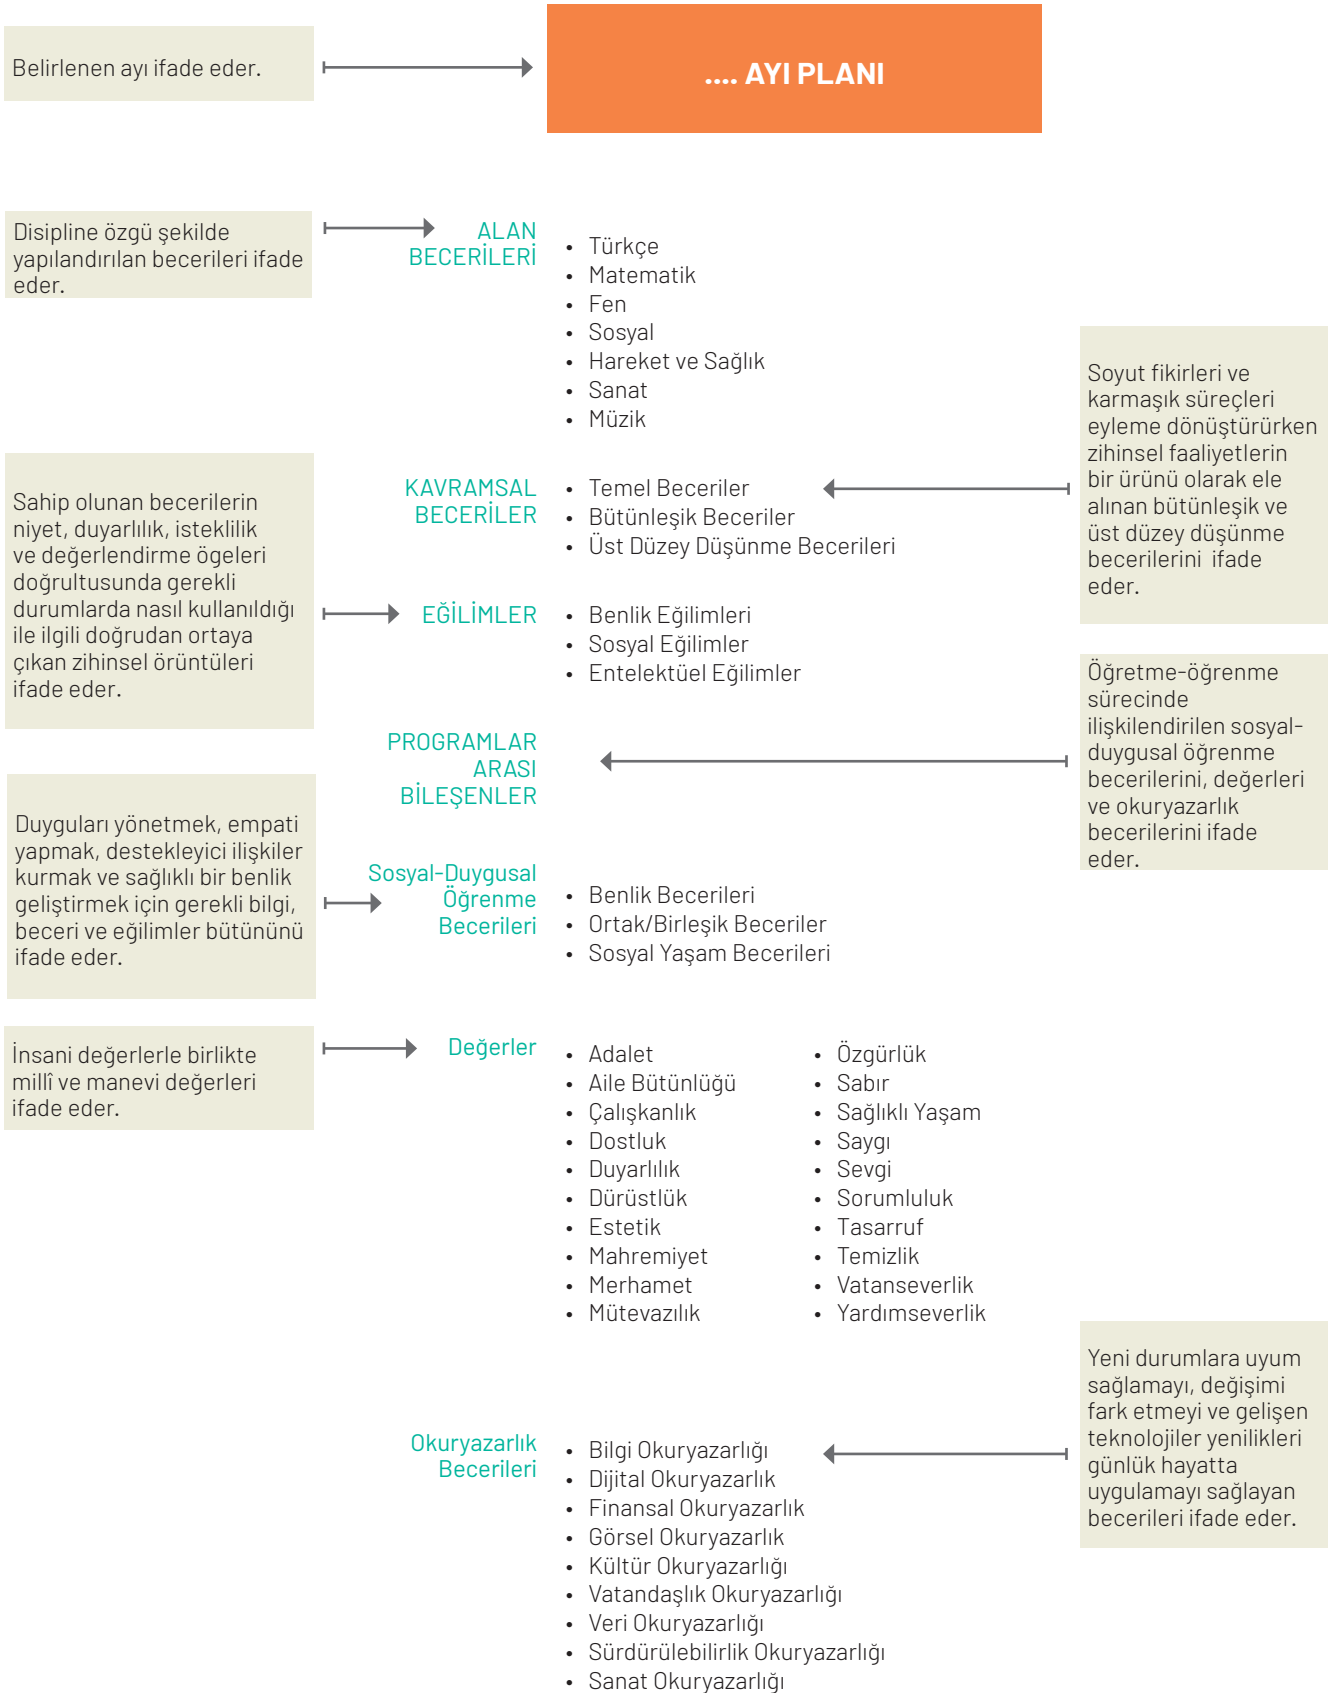 Belirlenen ayı ifade eder.
.... AYI PLANI
Disipline özgü şekilde
yapılandırılan becerileri ifade
eder.
ALAN
BECERİLERİ
• Türkçe
• Matematik
• Fen
• Sosyal
• Hareket ve Sağlık
• Sanat
• Müzik
Soyut fikirleri ve
karmaşık süreçleri
eyleme dönüştürürken
zihinsel faaliyetlerin
bir ürünü olarak ele
alınan bütünleşik ve
üst düzey düşünme
becerilerini ifade
eder.
KAVRAMSAL
BECERİLER
• Temel Beceriler
• Bütünleşik Beceriler
• Üst Düzey Düşünme Becerileri
Sahip olunan becerilerin
niyet, duyarlılık, isteklilik
ve değerlendirme ögeleri
doğrultusunda gerekli
durumlarda nasıl kullanıldığı
ile ilgili doğrudan ortaya
çıkan zihinsel örüntüleri
ifade eder.
EĞİLİMLER
• Benlik Eğilimleri
• Sosyal Eğilimler
• Entelektüel Eğilimler
Öğretme-öğrenme
sürecinde
ilişkilendirilen sosyal-
duygusal öğrenme
becerilerini, değerleri
ve okuryazarlık
becerilerini ifade
eder.
PROGRAMLAR
ARASI
BİLEŞENLER
Duyguları yönetmek, empati
yapmak, destekleyici ilişkiler
kurmak ve sağlıklı bir benlik
geliştirmek için gerekli bilgi,
beceri ve eğilimler bütününü
ifade eder.
Sosyal-Duygusal
Öğrenme
Becerileri
• Benlik Becerileri
• Ortak/Birleşik Beceriler
• Sosyal Yaşam Becerileri
İnsani değerlerle birlikte
millî ve manevi değerleri
ifade eder.
Değerler
• Adalet
• Aile Bütünlüğü
• Çalışkanlık
• Dostluk
• Duyarlılık
• Dürüstlük
• Estetik
• Mahremiyet
• Merhamet
• Mütevazılık
• Özgürlük
• Sabır
• Sağlıklı Yaşam
• Saygı
• Sevgi
• Sorumluluk
• Tasarruf
• Temizlik
• Vatanseverlik
• Yardımseverlik
Yeni durumlara uyum
sağlamayı, değişimi
fark etmeyi ve gelişen
teknolojiler yenilikleri
günlük hayatta
uygulamayı sağlayan
becerileri ifade eder.
Okuryazarlık
Becerileri
• Bilgi Okuryazarlığı
• Dijital Okuryazarlık
• Finansal Okuryazarlık
• Görsel Okuryazarlık
• Kültür Okuryazarlığı
• Vatandaşlık Okuryazarlığı
• Veri Okuryazarlığı
• Sürdürülebilirlik Okuryazarlığı
• Sanat Okuryazarlığı